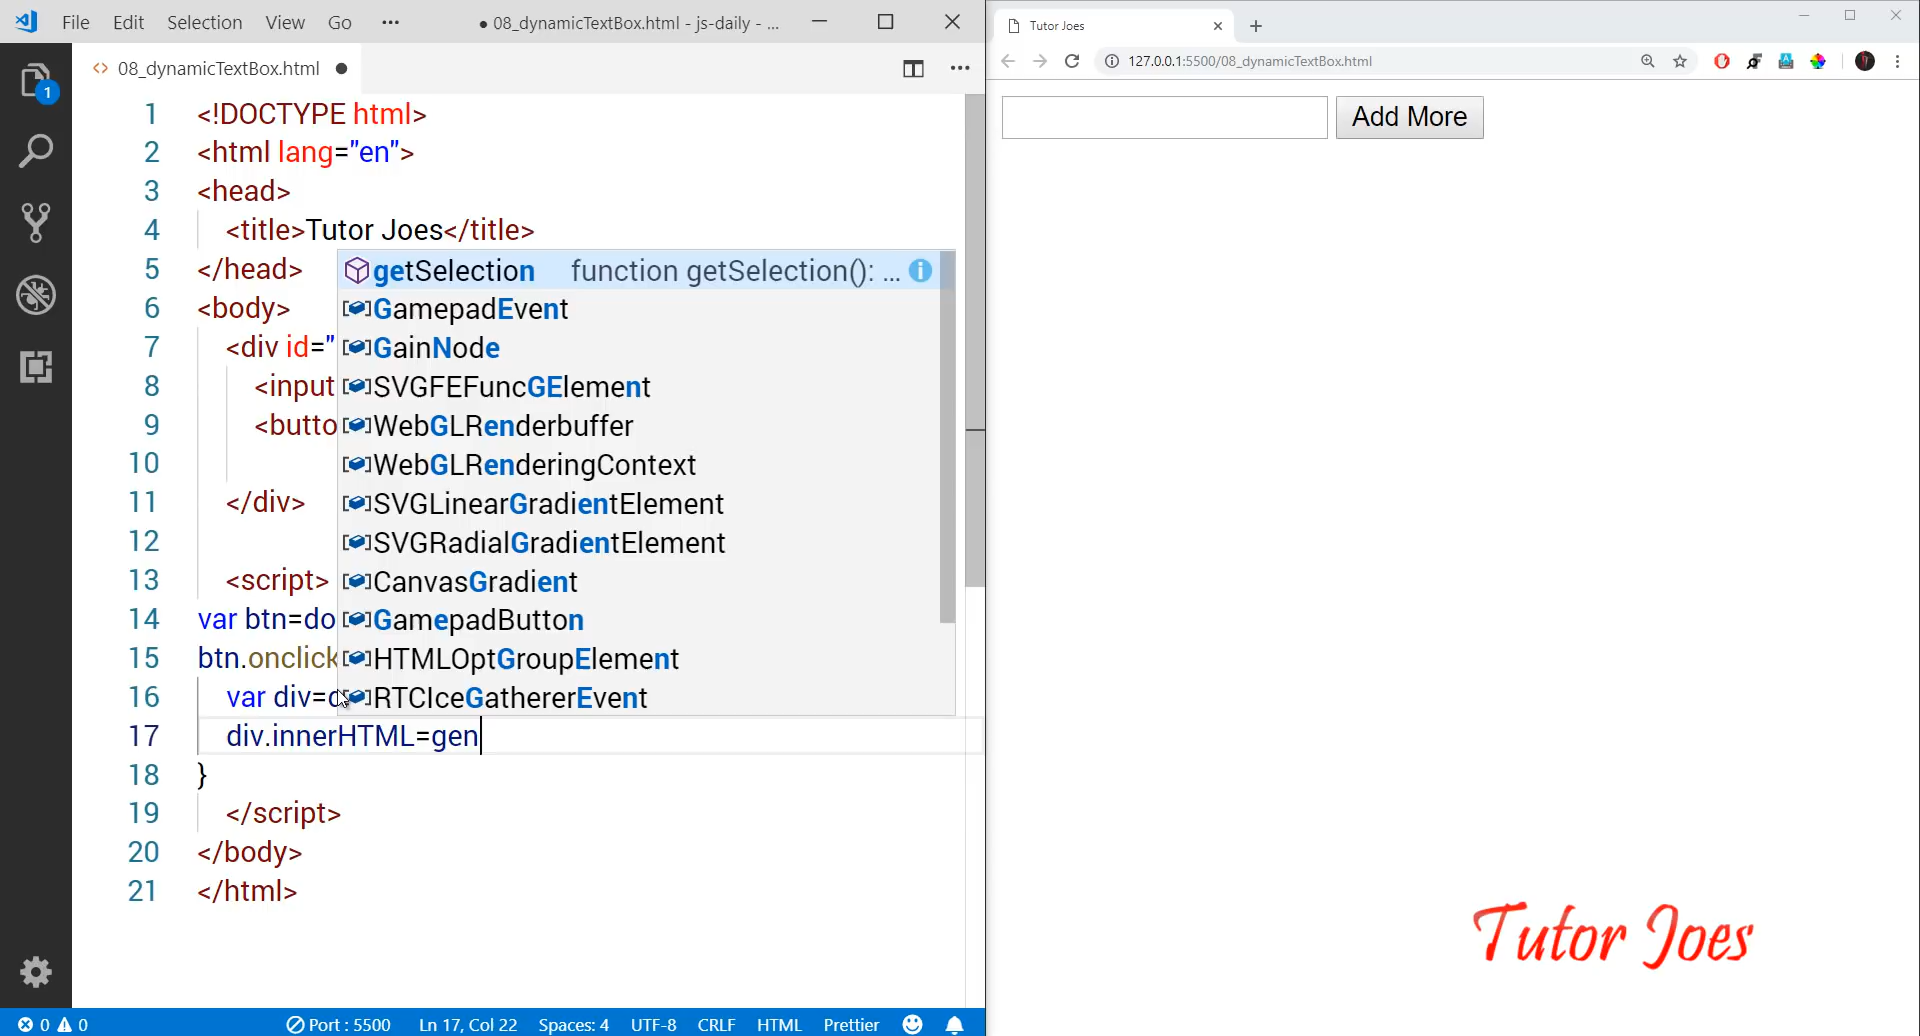 File Edit Selection View Go ··· ● 08_dynamicTextBox.html - js-daily - ...
<> 08_dynamicTextBox.html ●
1
1 <!DOCTYPE html>
2 <html lang="en">
3 <head>
4 <title>Tutor Joes</title>
5 </head>
6 <body>
7 <div id="
8 <input
9 <butto
10
11 </div>
12
13 <script>
14 var btn=do
15 btn.onclick
16 var div=d
17 div.innerHTML=gen
18 }
19 </script>
20 </body>
21 </html>
getSelection function getSelection(): ...
GamepadEvent
GainNode
SVGFEFuncGElement
WebGLRenderbuffer
WebGLRenderingContext
SVGLinearGradientElement
SVGRadialGradientElement
CanvasGradient
GamepadButton
HTMLOptGroupElement
RTCIceGathererEvent
0 0 Port : 5500 Ln 17, Col 22 Spaces: 4 UTF-8 CRLF HTML Prettier
Tutor Joes
127.0.0.1:5500/08_dynamicTextBox.html
Add More
Tutor Joes